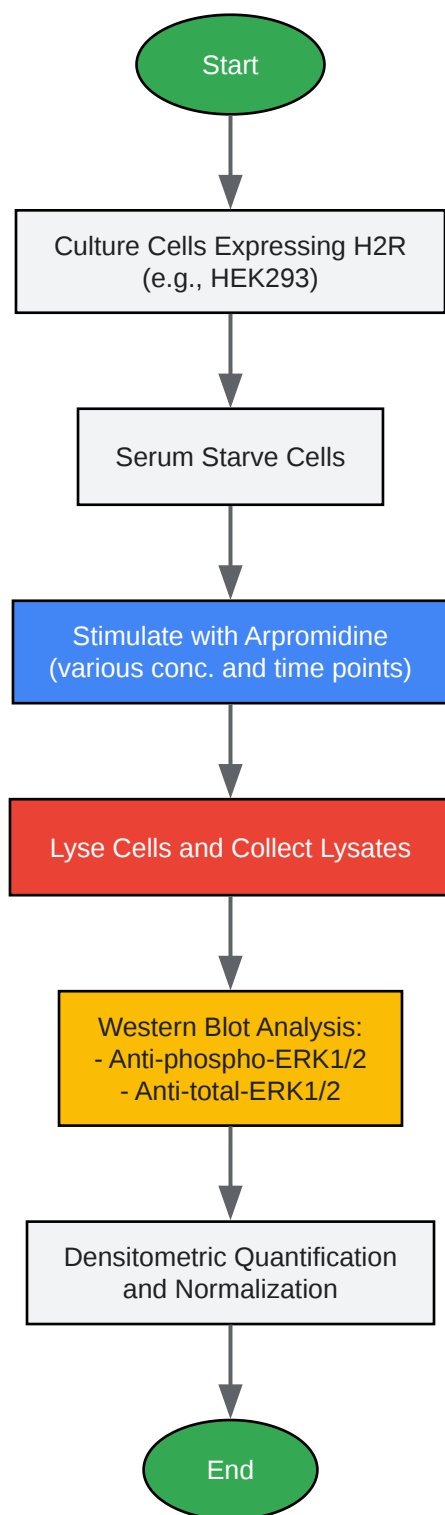 Start
Culture Cells Expressing H2R
(e.g., HEK293)
Serum Starve Cells
Stimulate with Arpromidine
(various conc. and time points)
Lyse Cells and Collect Lysates
Western Blot Analysis:
- Anti-phospho-ERK1/2
- Anti-total-ERK1/2
Densitometric Quantification
and Normalization
End